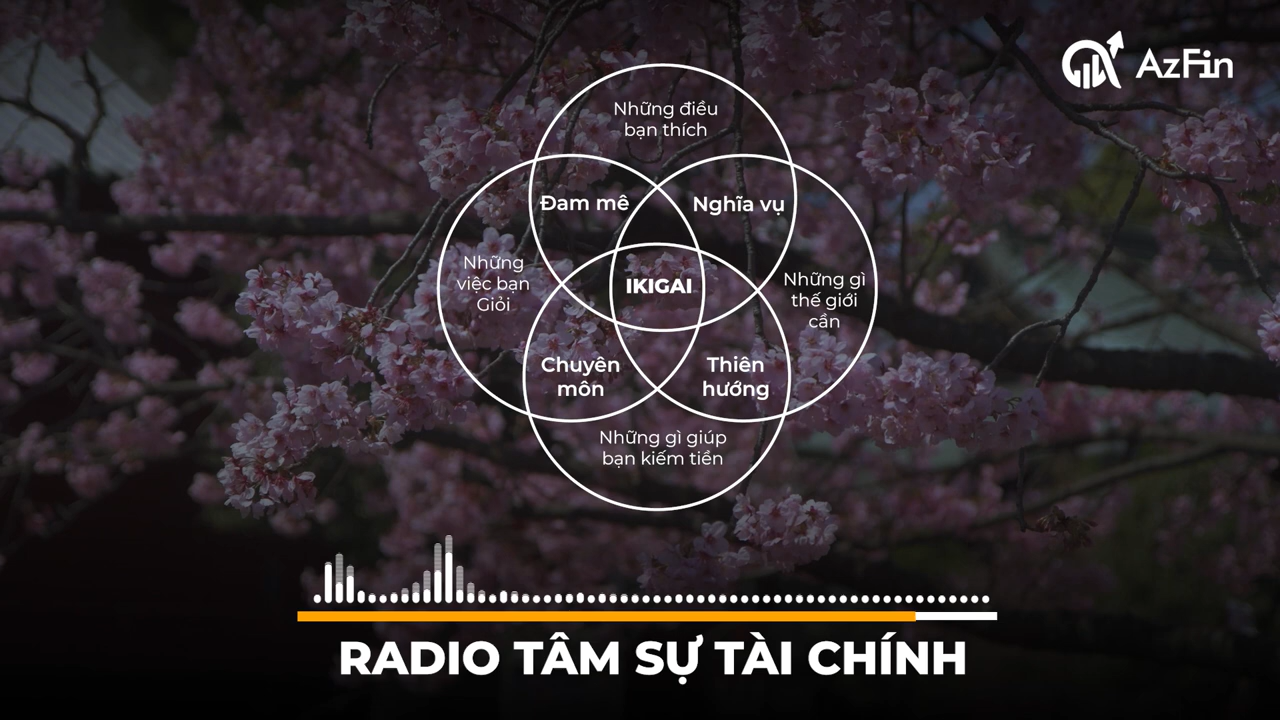 AzFin
Những điều
bạn thích
Đam mê
Nghĩa vụ
Những
việc bạn
Giỏi
IKIGAI
Những gì
thế giới
cần
Chuyên
môn
Thiên
hướng
Những gì giúp
bạn kiếm tiền
RADIO TÂM SỰ TÀI CHÍNH